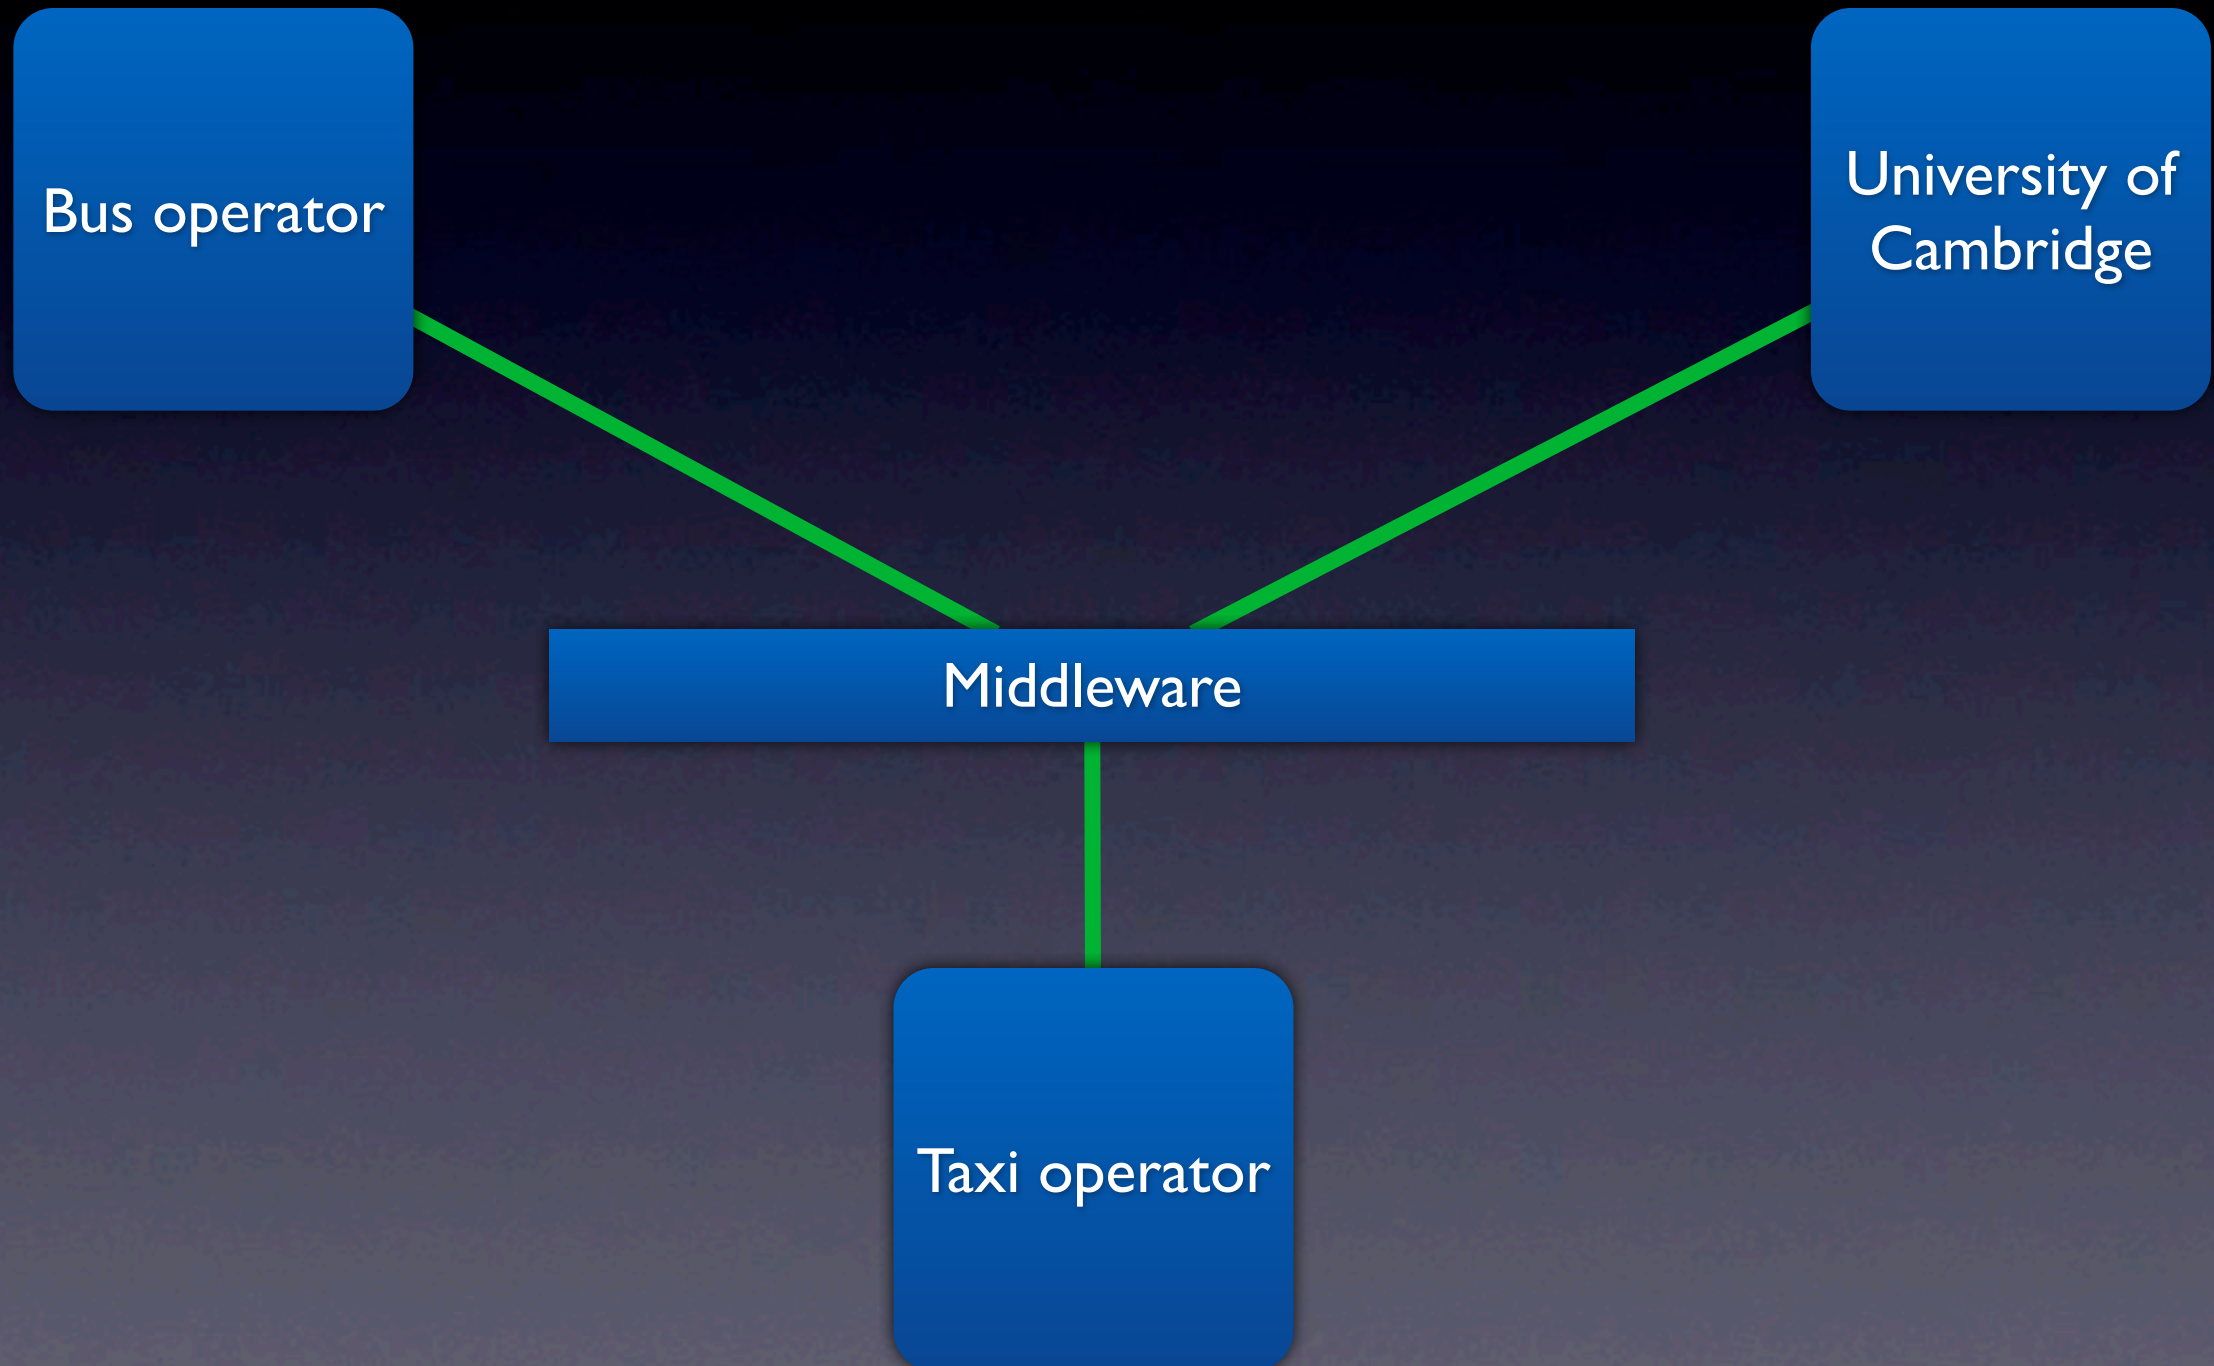 Bus operator
University of
Cambridge
Middleware
Taxi operator